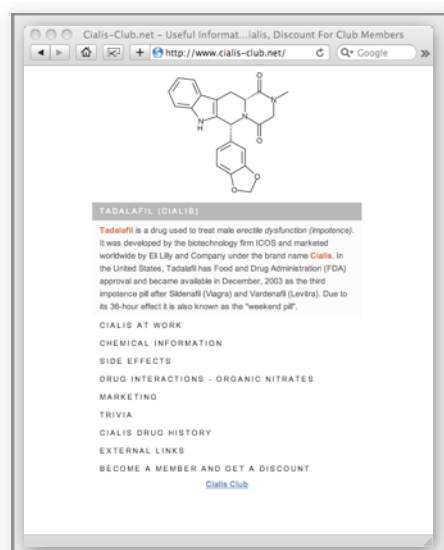 Cialis-Club.net – Useful Informat...ialis, Discount For Club Members
http://www.cialis-club.net/
Google
O
N
N
N
H
O
O
O
TADALAFIL (CIALIS)
Tadalafil is a drug used to treat male erectile dysfunction (impotence).
It was developed by the biotechnology firm ICOS and marketed
worldwide by Eli Lilly and Company under the brand name Cialis. In
the United States, Tadalafil has Food and Drug Administration (FDA)
approval and became available in December, 2003 as the third
impotence pill after Sildenafil (Viagra) and Vardenafil (Levitra). Due to
its 36-hour effect it is also known as the "weekend pill".
CIALIS AT WORK
CHEMICAL INFORMATION
SIDE EFFECTS
DRUG INTERACTIONS - ORGANIC NITRATES
MARKETING
TRIVIA
CIALIS DRUG HISTORY
EXTERNAL LINKS
BECOME A MEMBER AND GET A DISCOUNT
Cialis Club